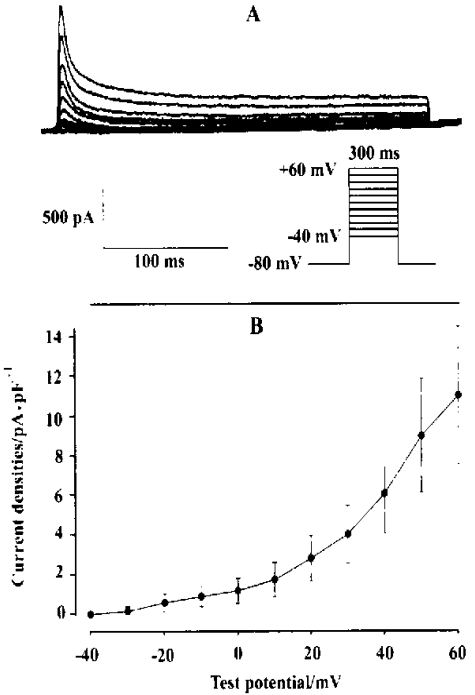 A
300 ms
+60 mV
500 pA
-40 mV
100 ms
-80 mV
B
Current densities/pA·pF⁻¹
14
12
10
8
6
4
2
0
-40 -20 0 20 40 60
Test potential/mV